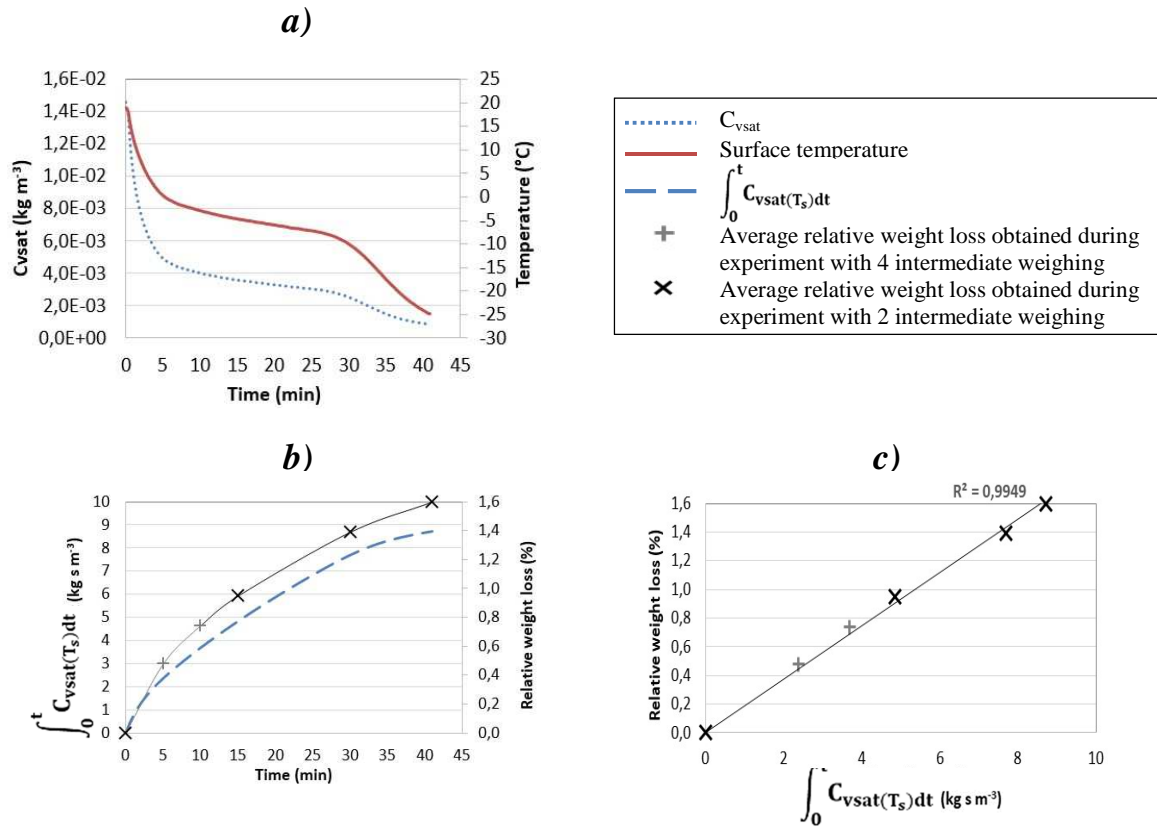 a)
1,6E-02
1,4E-02
1,2E-02
1,0E-02
8,0E-03
6,0E-03
4,0E-03
2,0E-03
0,0E+00
Cvsat (kg m⁻³)
25
20
15
10
5
0
-5
-10
-15
-20
-25
-30
Temperature (°C)
0 5 10 15 20 25 30 35 40 45
Time (min)
Cvsat
Surface temperature
∫₀ᵗ Cvsat(Tₛ)dt
Average relative weight loss obtained during
experiment with 4 intermediate weighing
Average relative weight loss obtained during
experiment with 2 intermediate weighing
b)
10
9
8
7
6
5
4
3
2
1
0
∫₀ᵗ Cvsat(Tₛ)dt (kg s m⁻³)
1,6
1,4
1,2
1,0
0,8
0,6
0,4
0,2
0,0
Relative weight loss (%)
0 5 10 15 20 25 30 35 40 45
Time (min)
c)
R² = 0,9949
1,6
1,4
1,2
1,0
0,8
0,6
0,4
0,2
0,0
Relative weight loss (%)
0 2 4 6 8 10
∫₀ᵗ Cvsat(Tₛ)dt (kg s m⁻³)